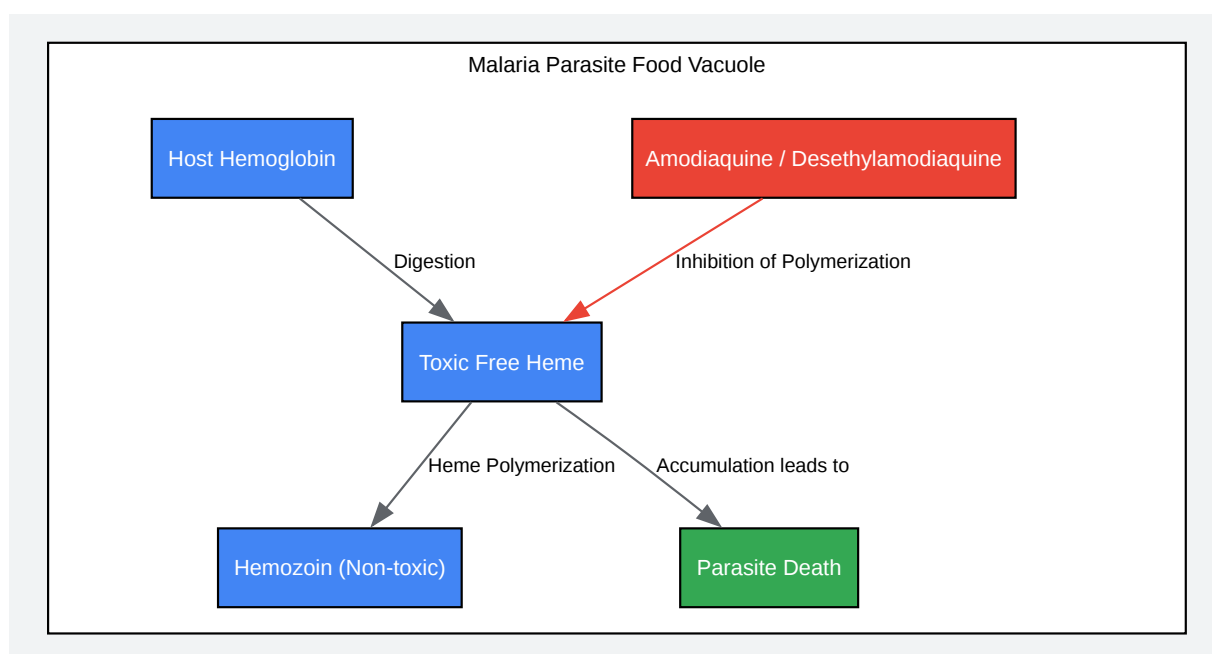 Malaria Parasite Food Vacuole
Host Hemoglobin
Amodiaquine / Desethylamodiaquine
Digestion
Inhibition of Polymerization
Toxic Free Heme
Heme Polymerization
Accumulation leads to
Hemozoin (Non-toxic)
Parasite Death